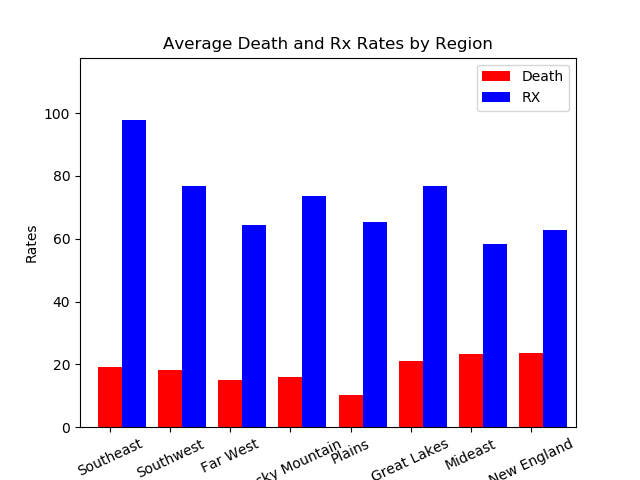 Average Death and Rx Rates by Region
Death
RX
Rates
100
80
60
40
20
0
Southeast
Southwest
Far West
cky Mountain
Plains
Great Lakes
Mideast
New England